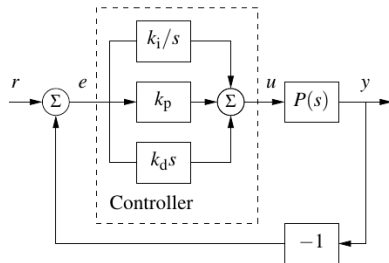 k_i/s
r
Σ
e
k_p
Σ
u
P(s)
y
k_d s
Controller
−1